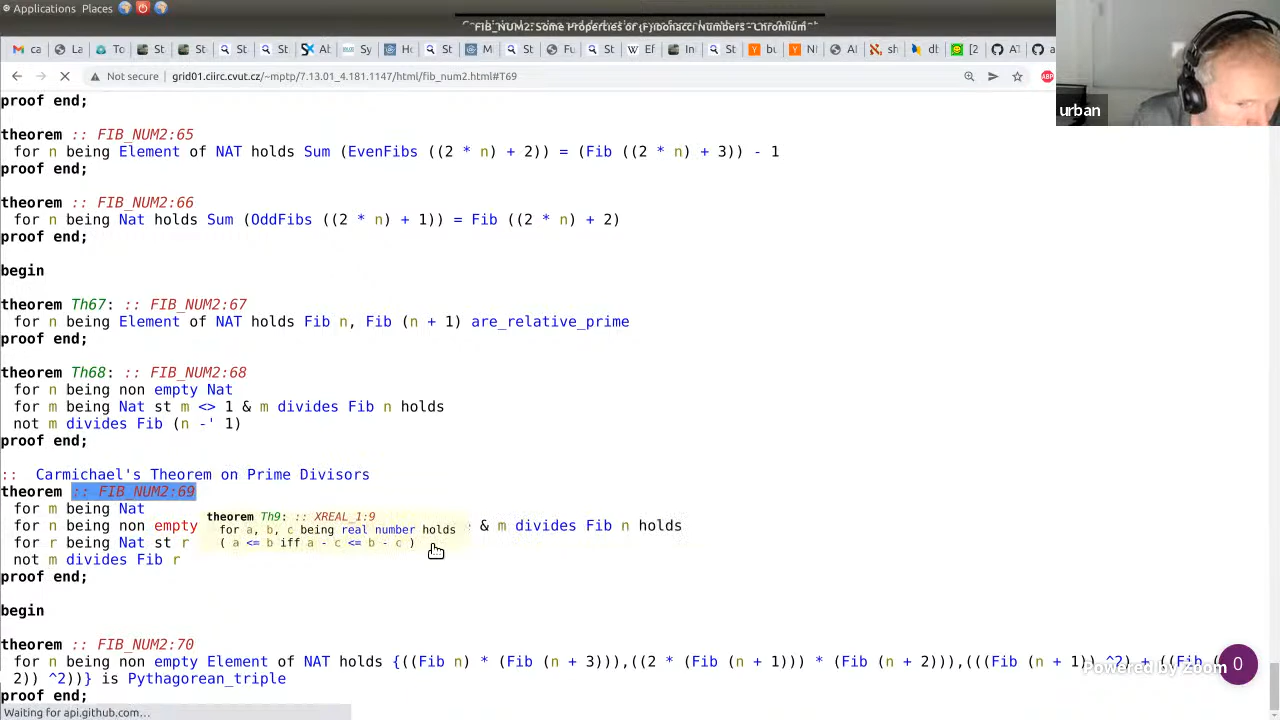 Applications Places
FIB_NUM2: Some Properties of {F}ibonacci Numbers - Chromium
Not secure grid01.ciirc.cvut.cz/~mptp/7.13.01_4.181.1147/html/fib_num2.html#T69
urban
proof end;
theorem :: FIB_NUM2:65
for n being Element of NAT holds Sum (EvenFibs ((2 * n) + 2)) = (Fib ((2 * n) + 3)) - 1
proof end;
theorem :: FIB_NUM2:66
for n being Nat holds Sum (OddFibs ((2 * n) + 1)) = Fib ((2 * n) + 2)
proof end;
begin
theorem Th67: :: FIB_NUM2:67
for n being Element of NAT holds Fib n, Fib (n + 1) are_relative_prime
proof end;
theorem Th68: :: FIB_NUM2:68
for n being non empty Nat
for m being Nat st m <> 1 & m divides Fib n holds
not m divides Fib (n -' 1)
proof end;
:: Carmichael's Theorem on Prime Divisors
theorem :: FIB_NUM2:69
for m being Nat
for n being non empty & m divides Fib n holds
for r being Nat st r
not m divides Fib r
proof end;
theorem Th9: :: XREAL_1:9
for a, b, c being real number holds
( a <= b iff a - c <= b - c )
begin
theorem :: FIB_NUM2:70
for n being non empty Element of NAT holds {((Fib n) * (Fib (n + 3))),((2 * (Fib (n + 1))) * (Fib (n + 2))),(((Fib (n + 1)) ^2) + ((Fib (
2)) ^2))} is Pythagorean_triple
proof end;
Powered by Zoom 0
Waiting for api.github.com...